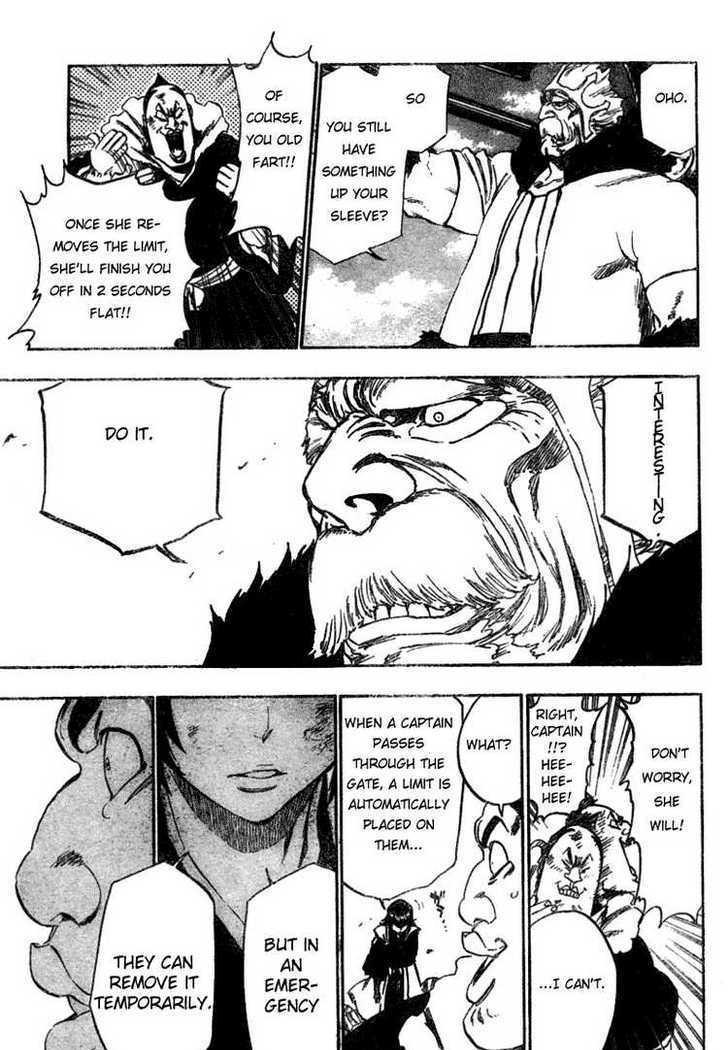 OHO.
SO
YOU STILL
HAVE
SOMETHING
UP YOUR
SLEEVE?
OF
COURSE,
YOU OLD
FART!!
ONCE SHE RE-
MOVES THE LIMIT,
SHE'LL FINISH YOU
OFF IN 2 SECONDS
FLAT!!
INTERESTING.
DO IT.
DON'T
WORRY,
SHE
WILL!
RIGHT,
CAPTAIN
!!?
HEE-
HEE-
HEE!
...I CAN'T.
WHAT?
WHEN A CAPTAIN
PASSES
THROUGH THE
GATE, A LIMIT IS
AUTOMATICALLY
PLACED ON
THEM...
BUT IN
AN
EMER-
GENCY
THEY CAN
REMOVE IT
TEMPORARILY.